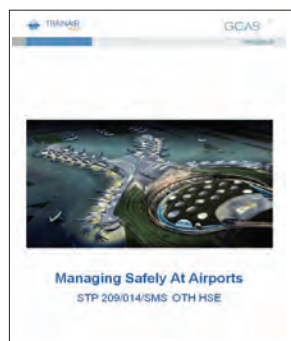 TRAINAIR
GCAS
Managing Safely At Airports
STP 209/014/SMS OTH HSE